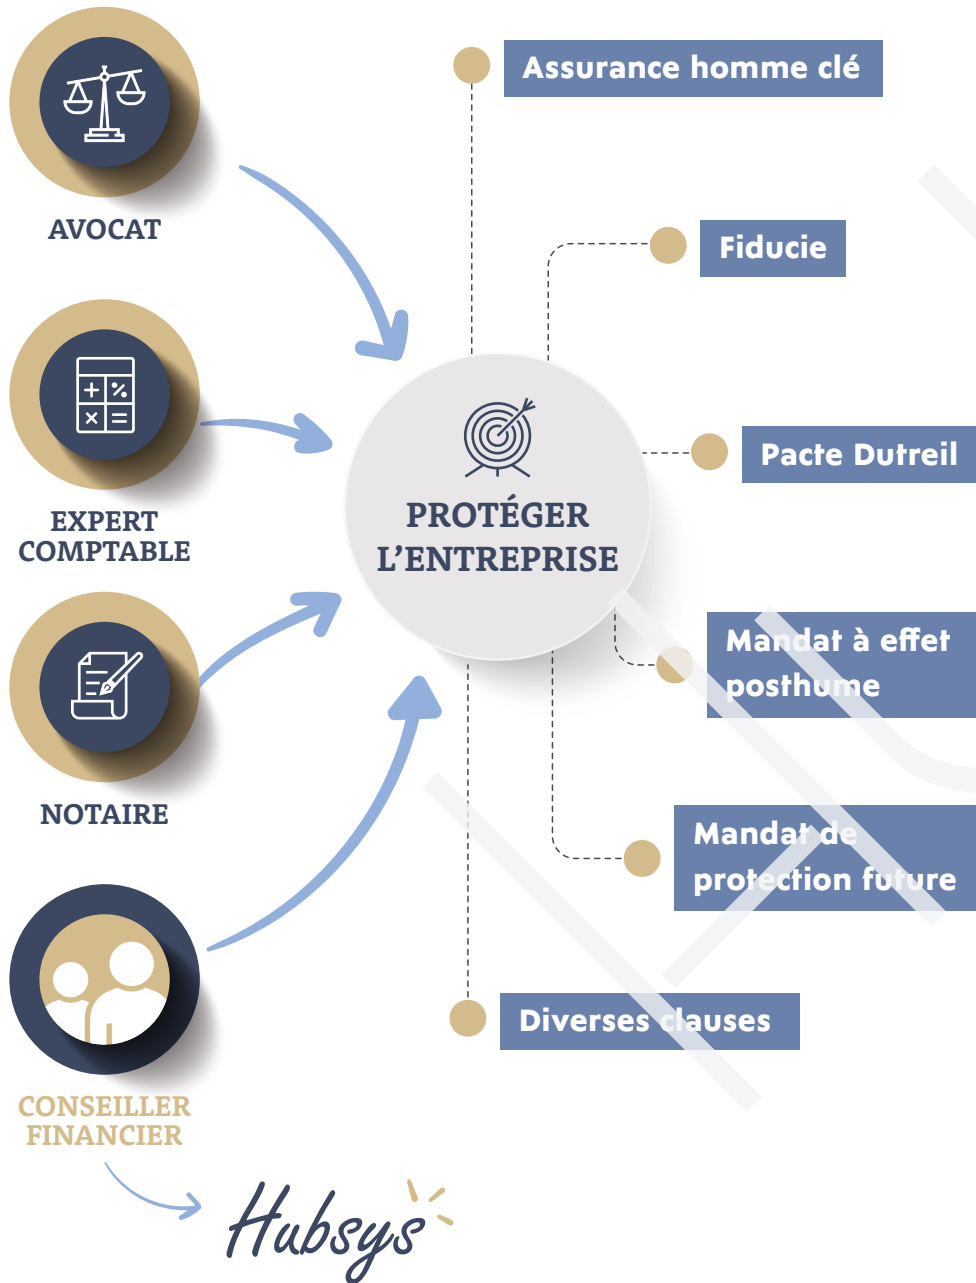 AVOCAT
EXPERT
COMPTABLE
NOTAIRE
CONSEILLER
FINANCIER
Hubsys
PROTÉGER
L'ENTREPRISE
Assurance homme clé
Fiducie
Pacte Dutreil
Mandat à effet
posthume
Mandat de
protection future
Diverses clauses